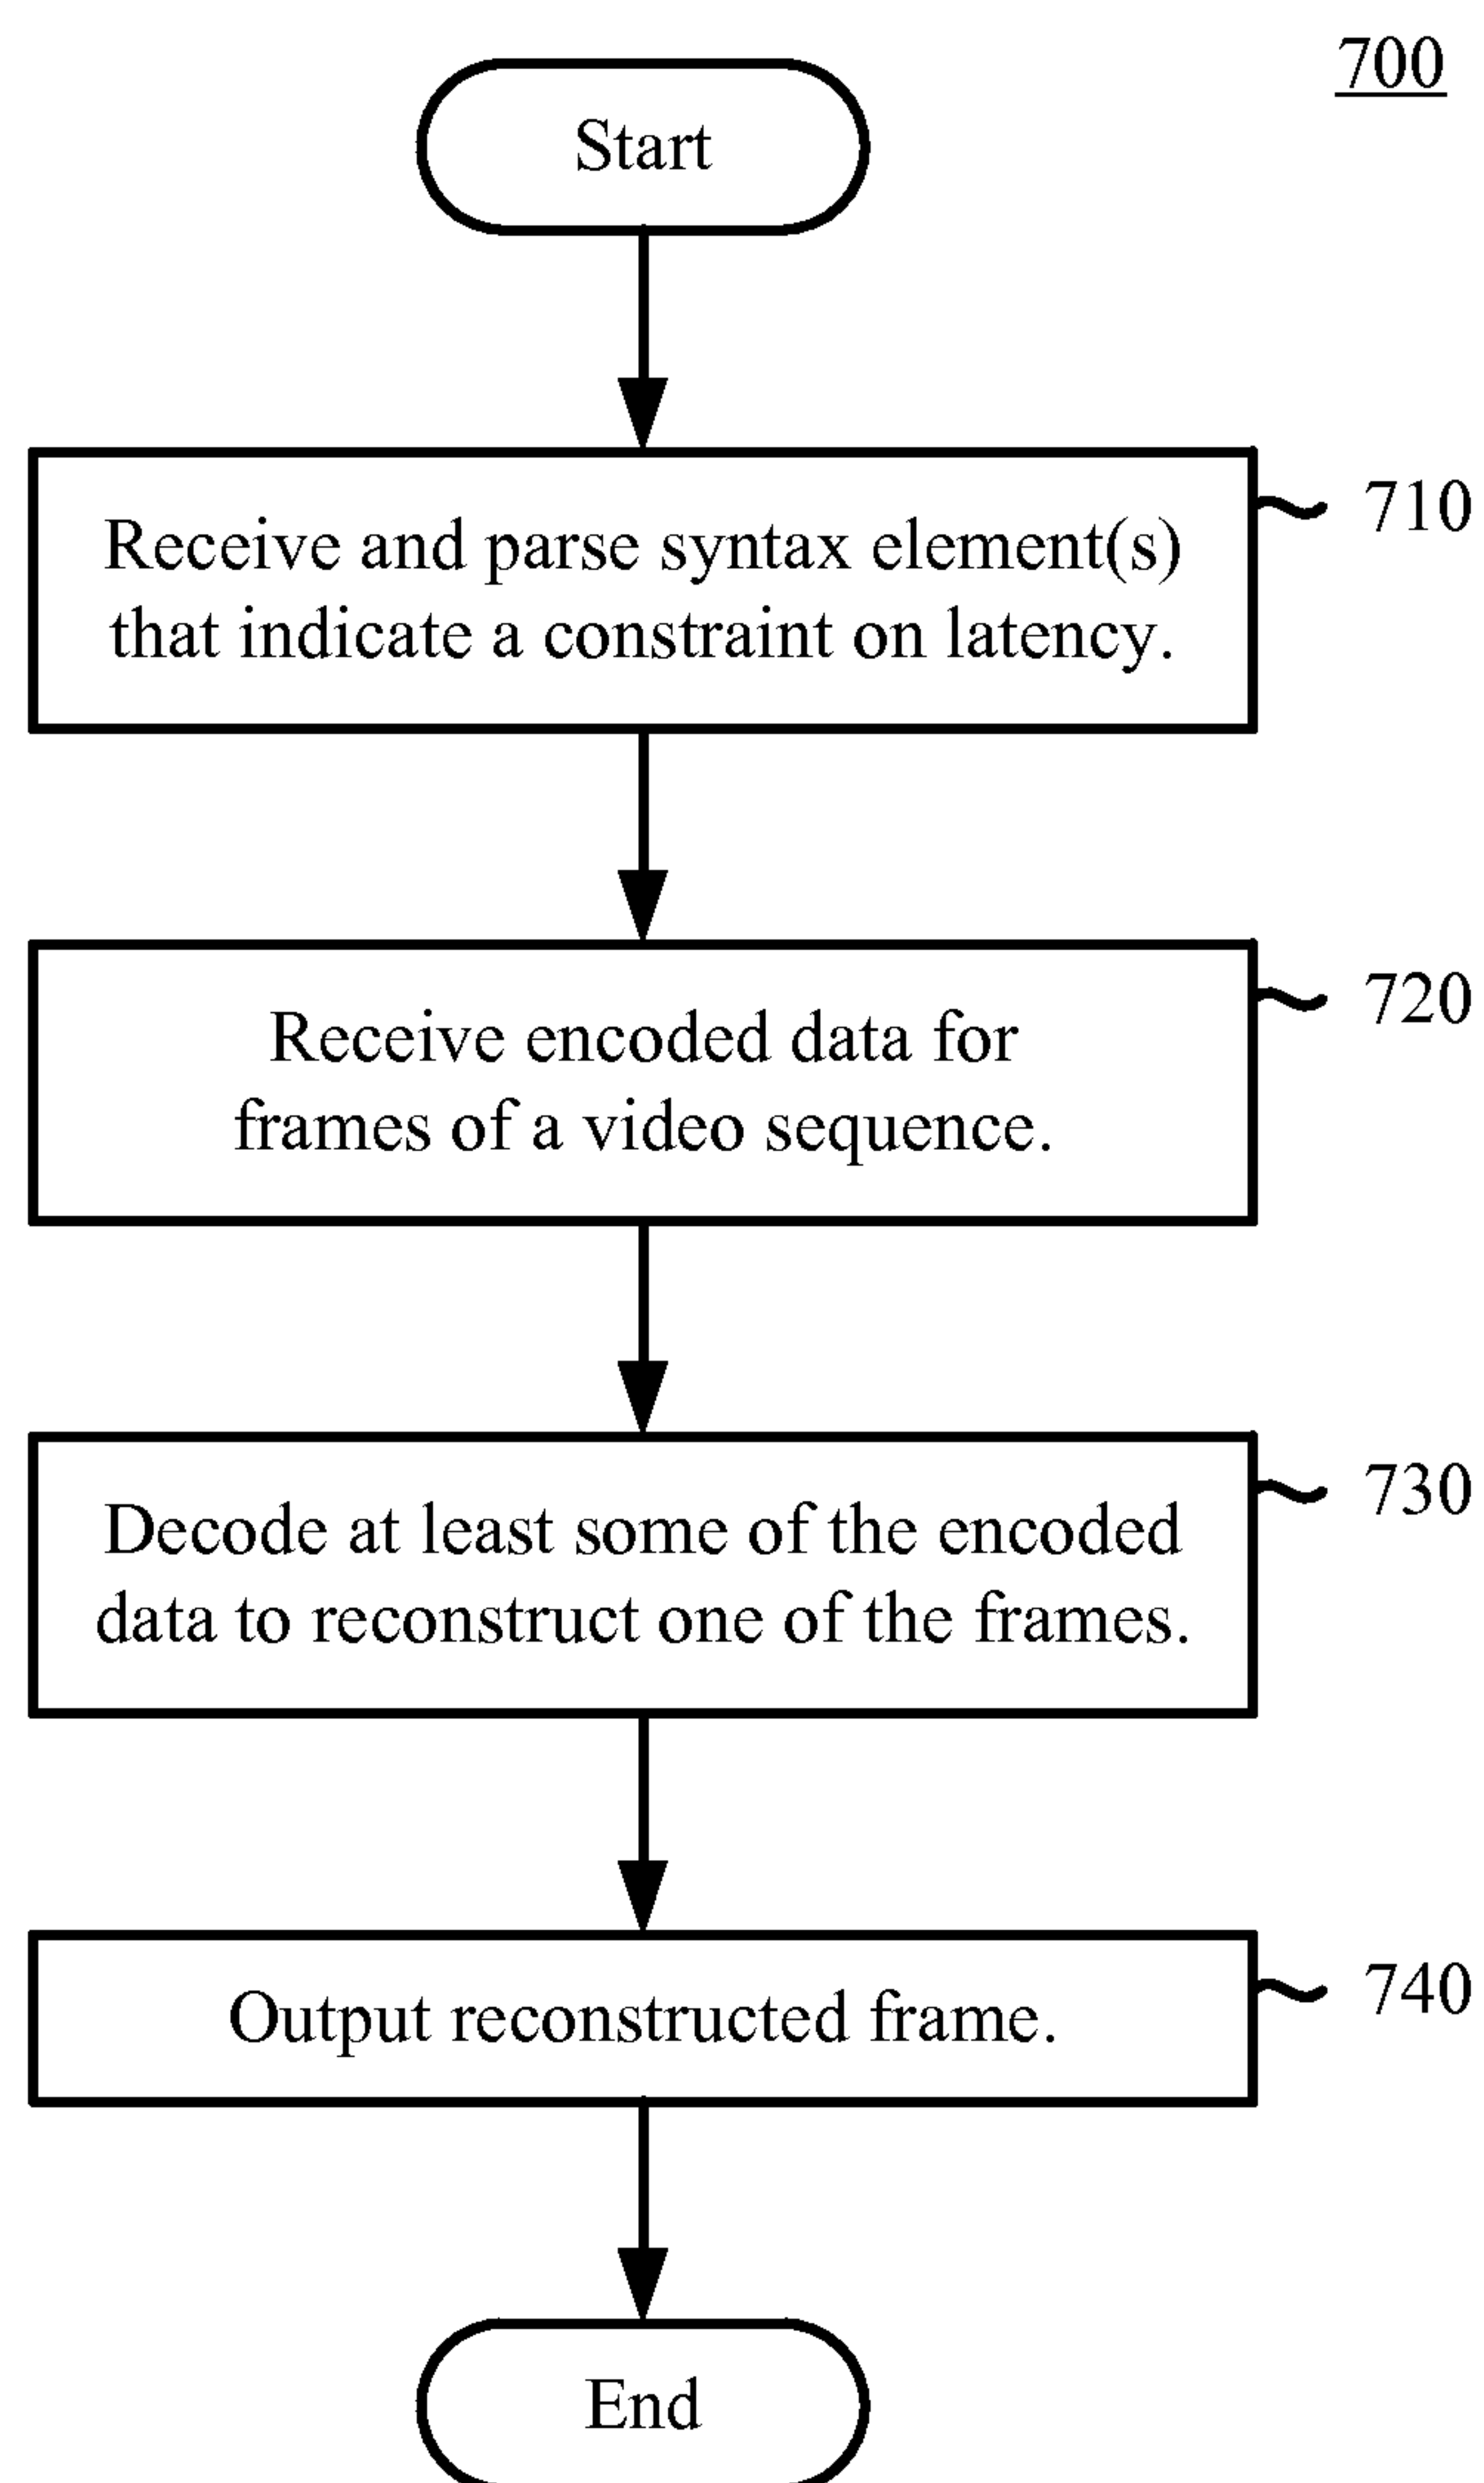 700
Start
Receive and parse syntax element(s)
that indicate a constraint on latency.
710
Receive encoded data for
frames of a video sequence.
720
Decode at least some of the encoded
data to reconstruct one of the frames.
730
Output reconstructed frame.
740
End